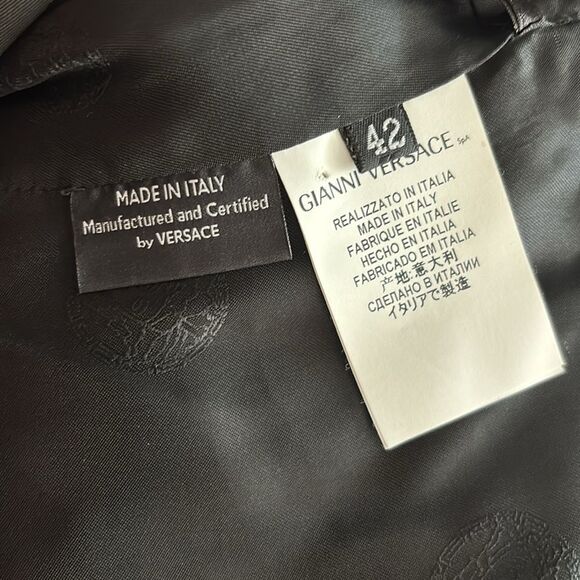 MADE IN ITALY
Manufactured and Certified
by VERSACE
42
GIANNI VERSACE SpA
REALIZZATO IN ITALIA
MADE IN ITALY
FABRIQUE EN ITALIE
HECHO EN ITALIA
FABRICADO EM ITALIA
产地:意大利
СДЕЛАНО В ИТАЛИИ
イタリアで製造